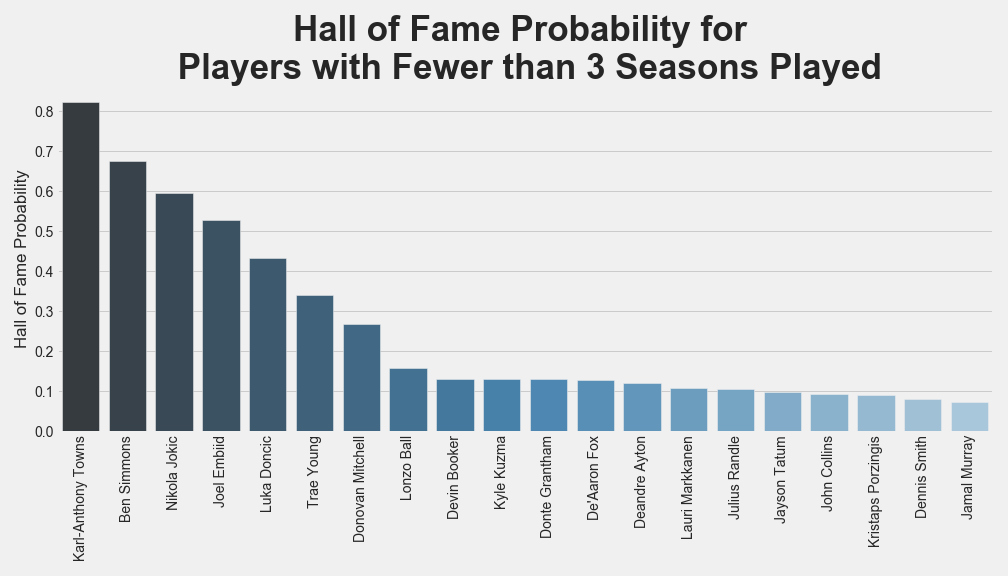 Hall of Fame Probability for
Players with Fewer than 3 Seasons Played
Hall of Fame Probability
0.8
0.7
0.6
0.5
0.4
0.3
0.2
0.1
0.0
Karl-Anthony Towns
Ben Simmons
Nikola Jokic
Joel Embiid
Luka Doncic
Trae Young
Donovan Mitchell
Lonzo Ball
Devin Booker
Kyle Kuzma
Donte Grantham
De'Aaron Fox
Deandre Ayton
Lauri Markkanen
Julius Randle
Jayson Tatum
John Collins
Kristaps Porzingis
Dennis Smith
Jamal Murray